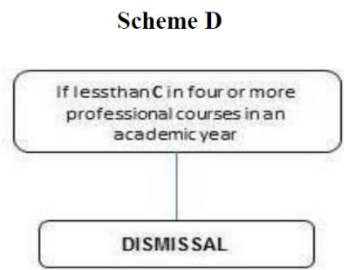 Scheme D
If lessthan C in four or more
professional courses in an
academic year
DISMISSAL